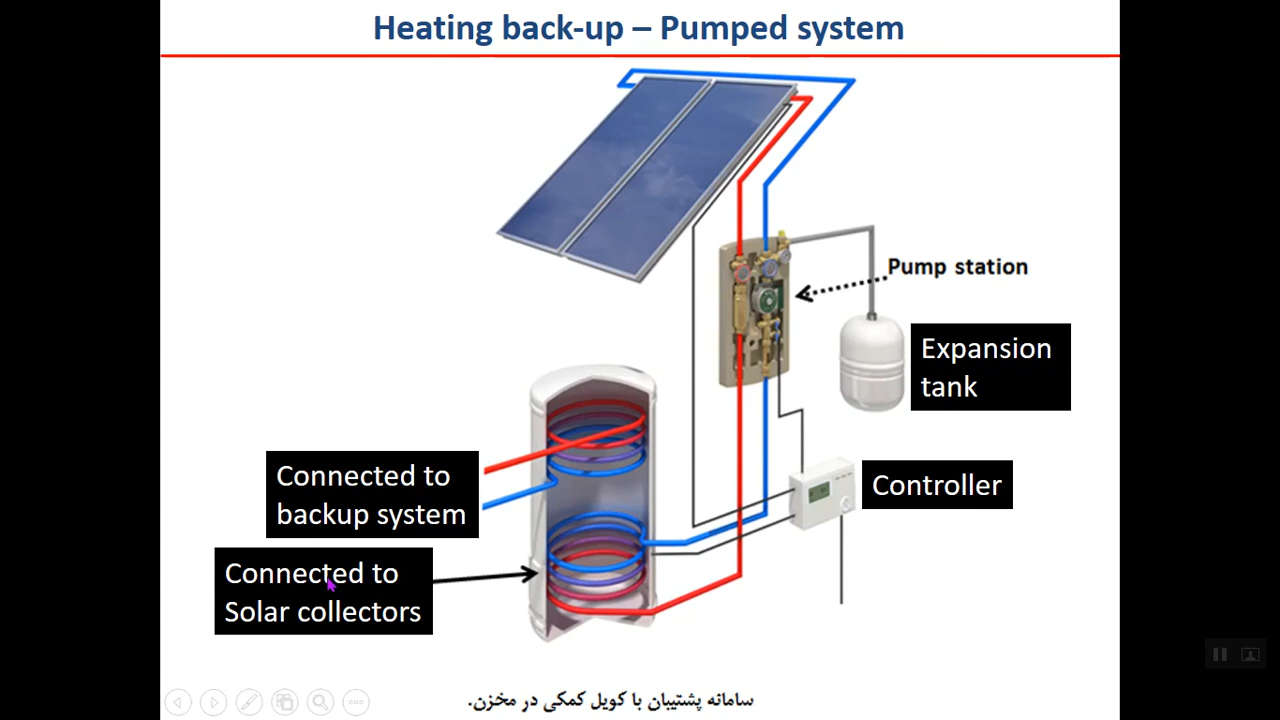 Heating back-up – Pumped system
Pump station
Expansion
tank
Connected to
backup system
Controller
Connected to
Solar collectors
سامانه پشتیبان با کویل کمکی در مخزن.